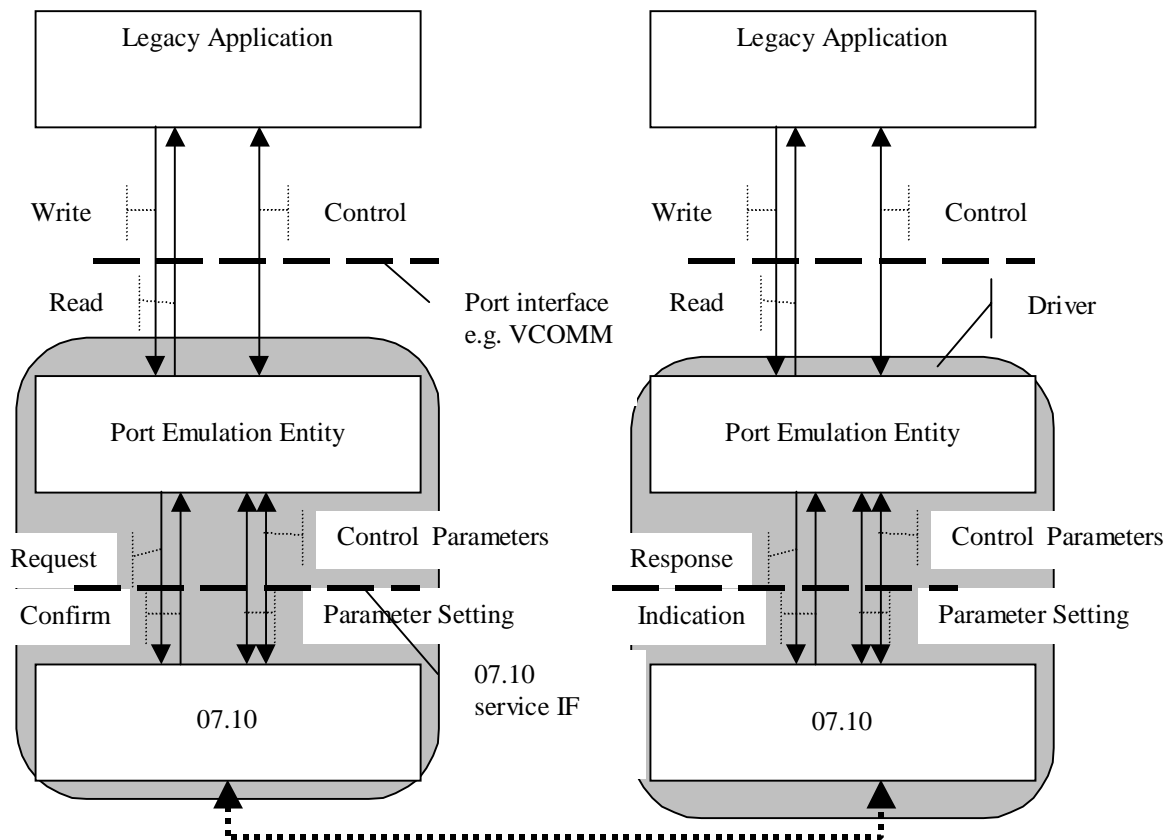 Legacy Application
Legacy Application
Write
Control
Write
Control
Read
Port interface
e.g. VCOMM
Read
Driver
Port Emulation Entity
Port Emulation Entity
Request
Control Parameters
Response
Control Parameters
Confirm
Parameter Setting
Indication
Parameter Setting
07.10
service IF
07.10
07.10